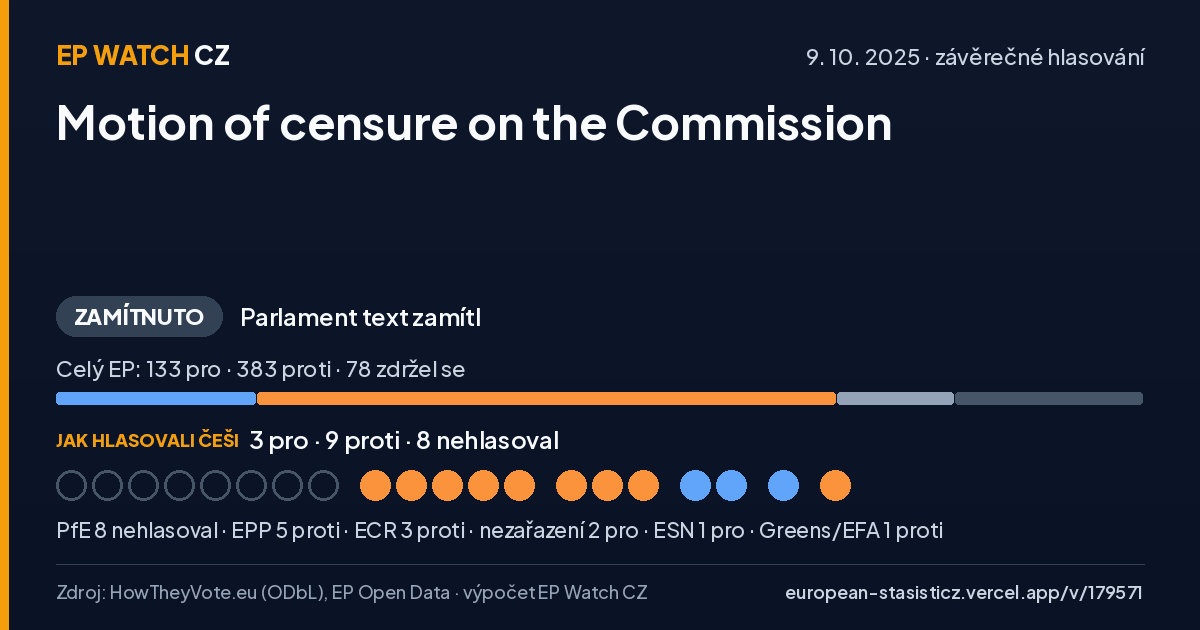 EP WATCH CZ
9. 10. 2025 · závěrečné hlasování
Motion of censure on the Commission
ZAMÍTNUTO
Parlament text zamítl
Celý EP: 133 pro · 383 proti · 78 zdržel se
JAK HLASOVALI ČEŠI 3 pro · 9 proti · 8 nehlasoval
PfE 8 nehlasoval · EPP 5 proti · ECR 3 proti · nezařazení 2 pro · ESN 1 pro · Greens/EFA 1 proti
Zdroj: HowTheyVote.eu (ODbL), EP Open Data · výpočet EP Watch CZ
european-stasisticz.vercel.app/v/179571